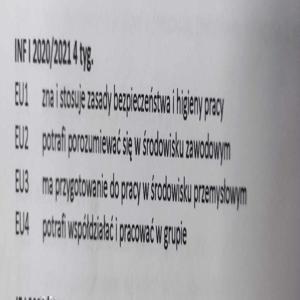 INF I 2020/2021 4 tyg.
EU1 zna i stosuje zasady bezpieczeństwa i higieny pracy
EU2 potrafi porozumiewać się w środowisku zawodowym
EU3 ma przygotowanie do pracy w środowisku przemysłowym
EU4 potrafi współdziałać i pracować w grupie